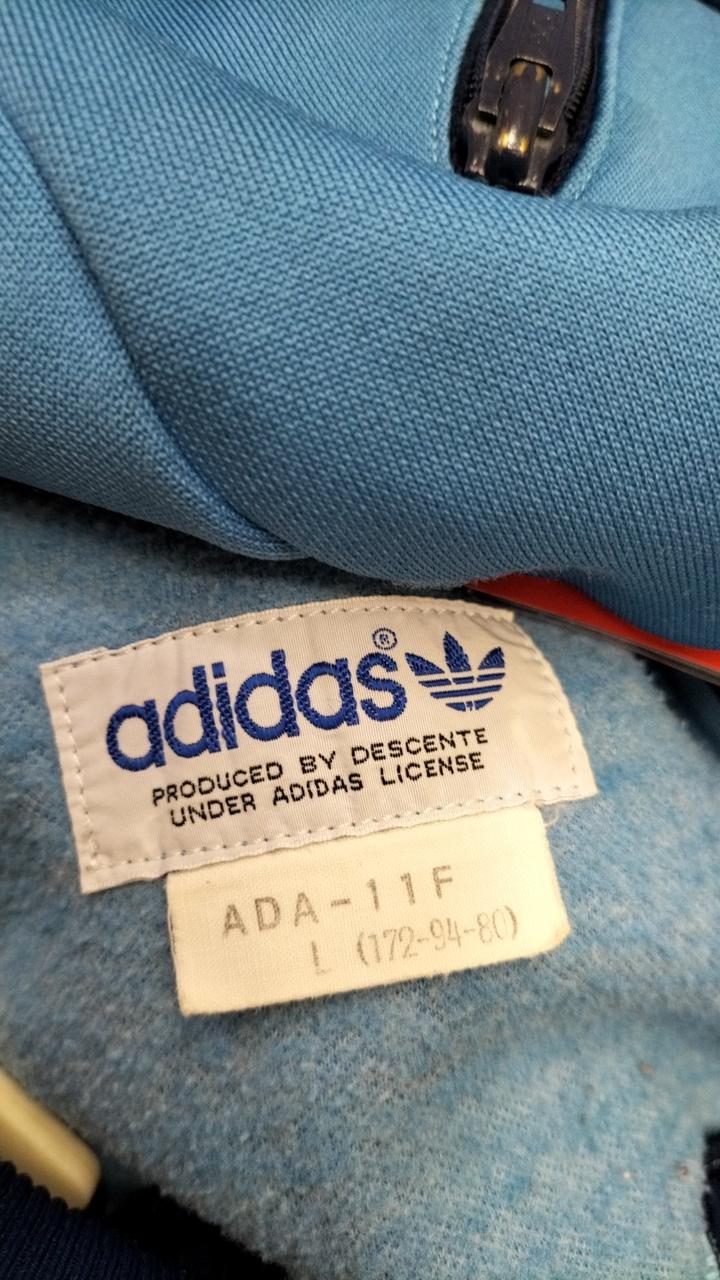 adidas®
PRODUCED BY DESCENTE
UNDER ADIDAS LICENSE
ADA-11F
L (172-94-80)